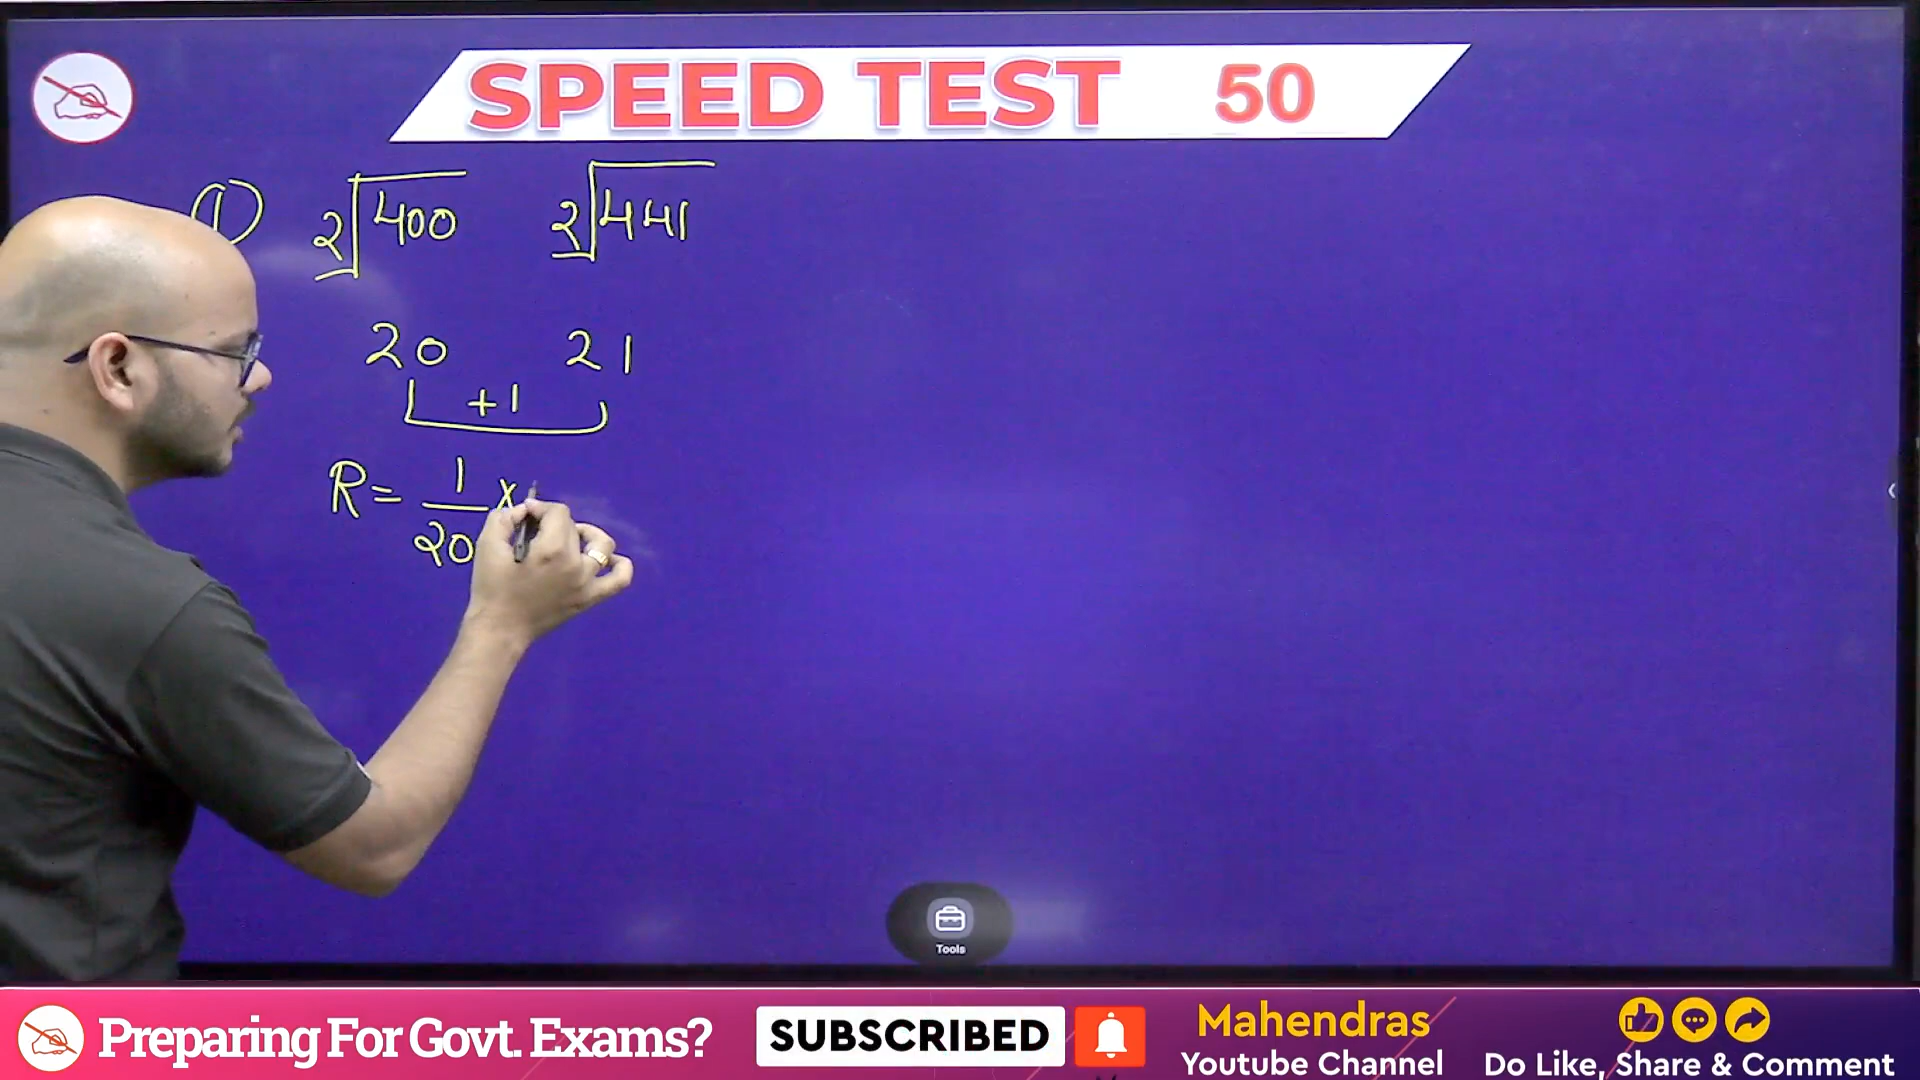 SPEED TEST 50
① 2√400 2√441
20 21
+1
R = 1/20 ×
Tools
Preparing For Govt. Exams?
SUBSCRIBED
Mahendras
Youtube Channel
Do Like, Share & Comment